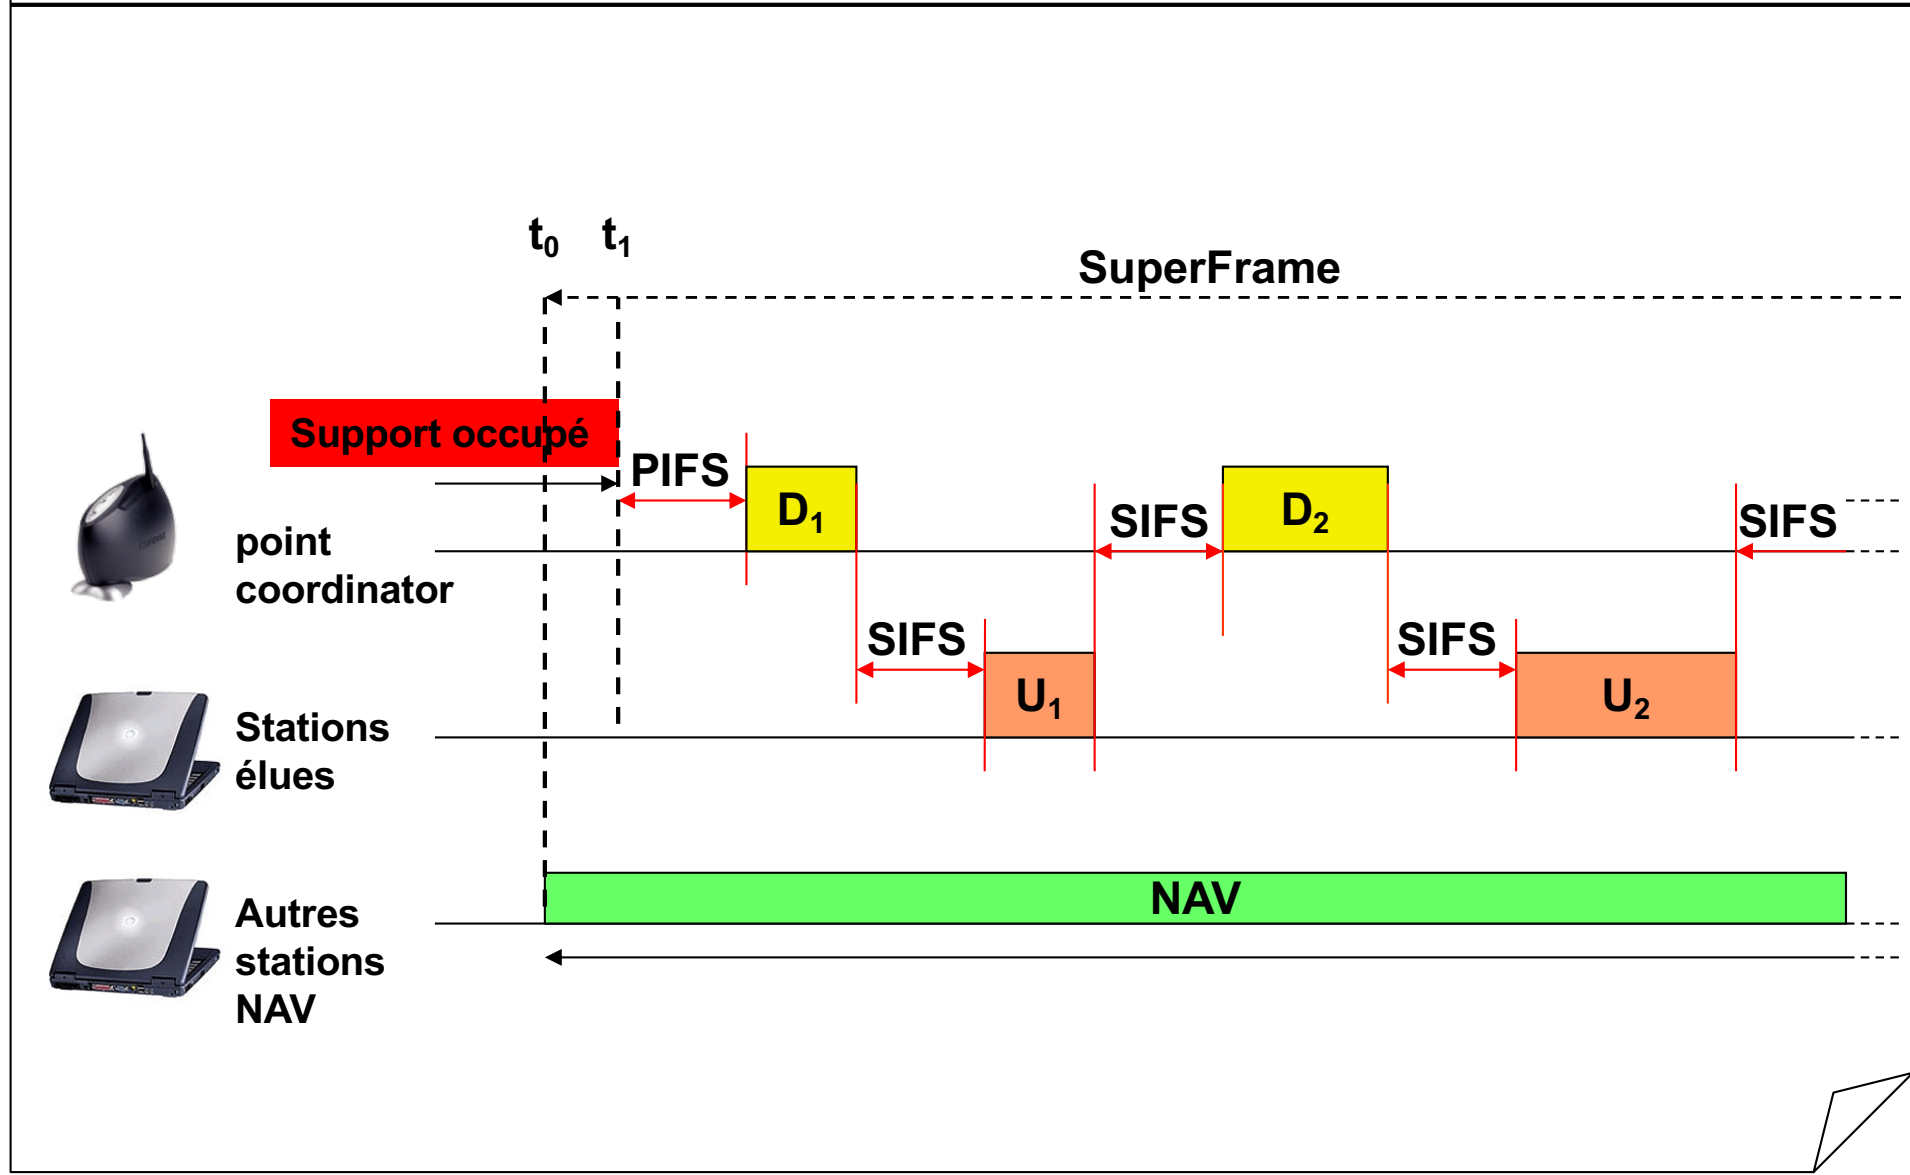 t0 t1
SuperFrame
Support occupé
PIFS
D1
SIFS
D2
SIFS
point
coordinator
SIFS
U1
SIFS
U2
Stations
élues
NAV
Autres
stations
NAV